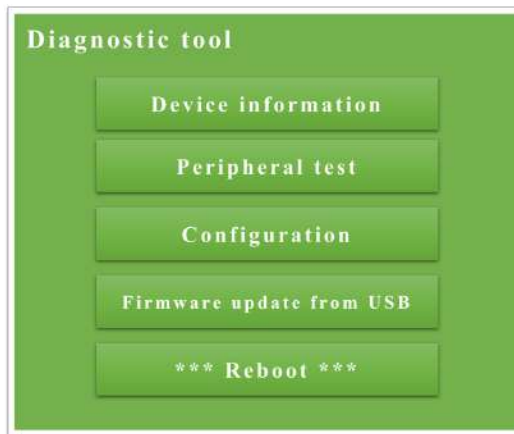 Diagnostic tool
Device information
Peripheral test
Configuration
Firmware update from USB
*** Reboot ***